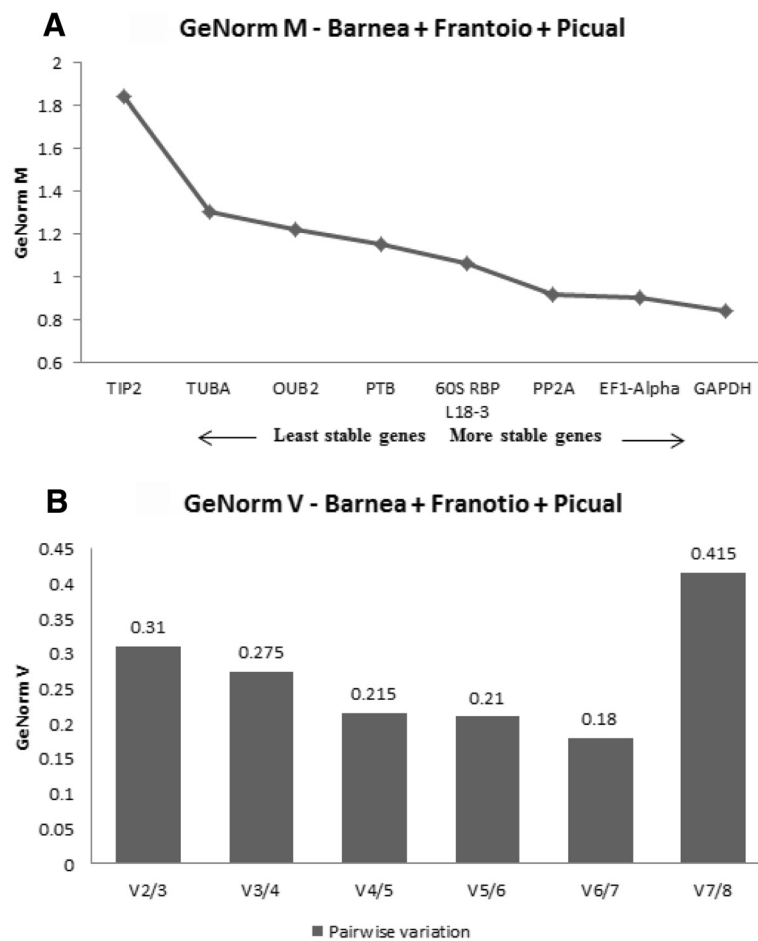 A
GeNorm M - Barnea + Frantoio + Picual
2
1.8
1.6
1.4
1.2
1
0.8
0.6
GeNorm M
TIP2 TUBA OUB2 PTB 60S RBP L18-3 PP2A EF1-Alpha GAPDH
Least stable genes More stable genes
B
GeNorm V - Barnea + Franotio + Picual
0.45
0.4
0.35
0.3
0.25
0.2
0.15
0.1
0.05
0
GeNorm V
0.31 0.275 0.215 0.21 0.18 0.415
V2/3 V3/4 V4/5 V5/6 V6/7 V7/8
Pairwise variation